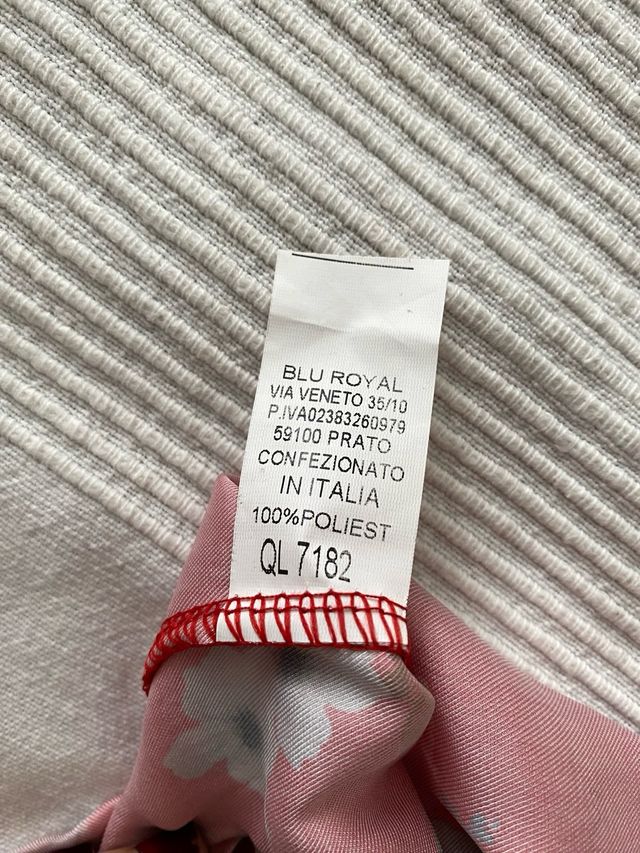 BLU ROYAL
VIA VENETO 35/10
P.IVA02383260979
59100 PRATO
CONFEZIONATO
IN ITALIA
100%POLIEST
QL 7182